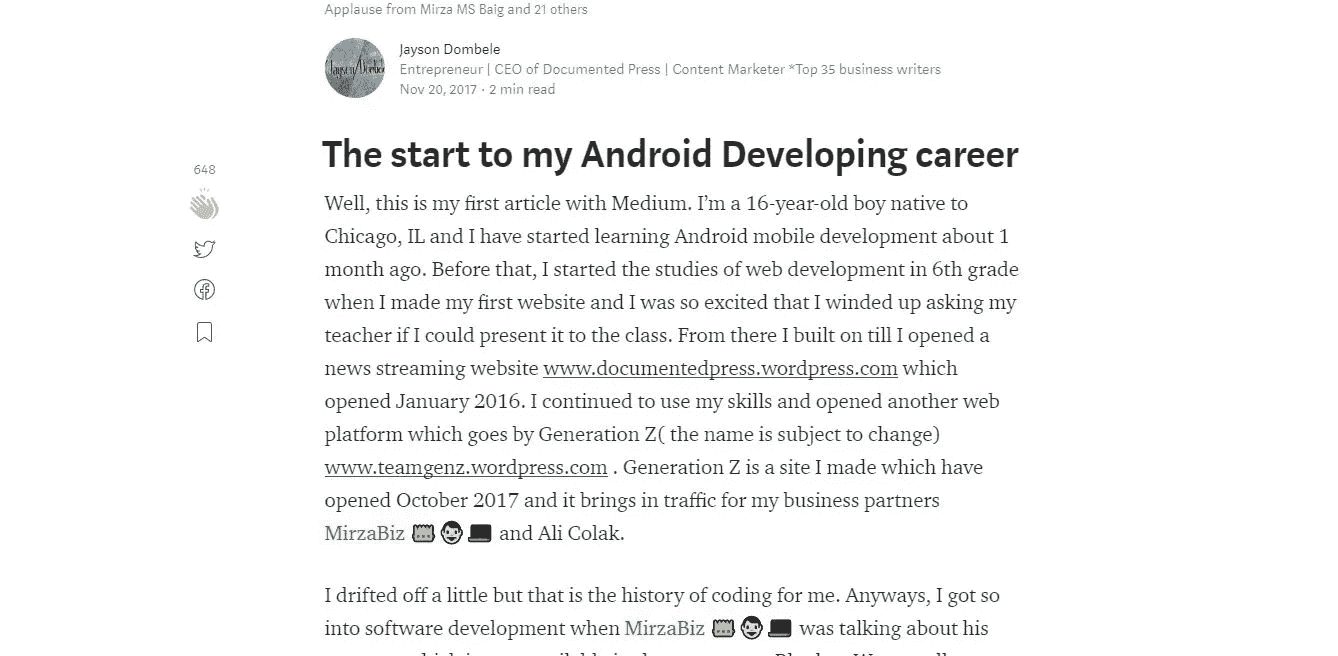 Applause from Mirza MS Baig and 21 others
Jayson Dombele
Entrepreneur | CEO of Documented Press | Content Marketer *Top 35 business writers
Nov 20, 2017 · 2 min read
The start to my Android Developing career
648
Well, this is my first article with Medium. I’m a 16-year-old boy native to
Chicago, IL and I have started learning Android mobile development about 1
month ago. Before that, I started the studies of web development in 6th grade
when I made my first website and I was so excited that I winded up asking my
teacher if I could present it to the class. From there I built on till I opened a
news streaming website www.documentedpress.wordpress.com which
opened January 2016. I continued to use my skills and opened another web
platform which goes by Generation Z( the name is subject to change)
www.teamgenz.wordpress.com . Generation Z is a site I made which have
opened October 2017 and it brings in traffic for my business partners
MirzaBiz and Ali Colak.
I drifted off a little but that is the history of coding for me. Anyways, I got so
into software development when MirzaBiz was talking about his